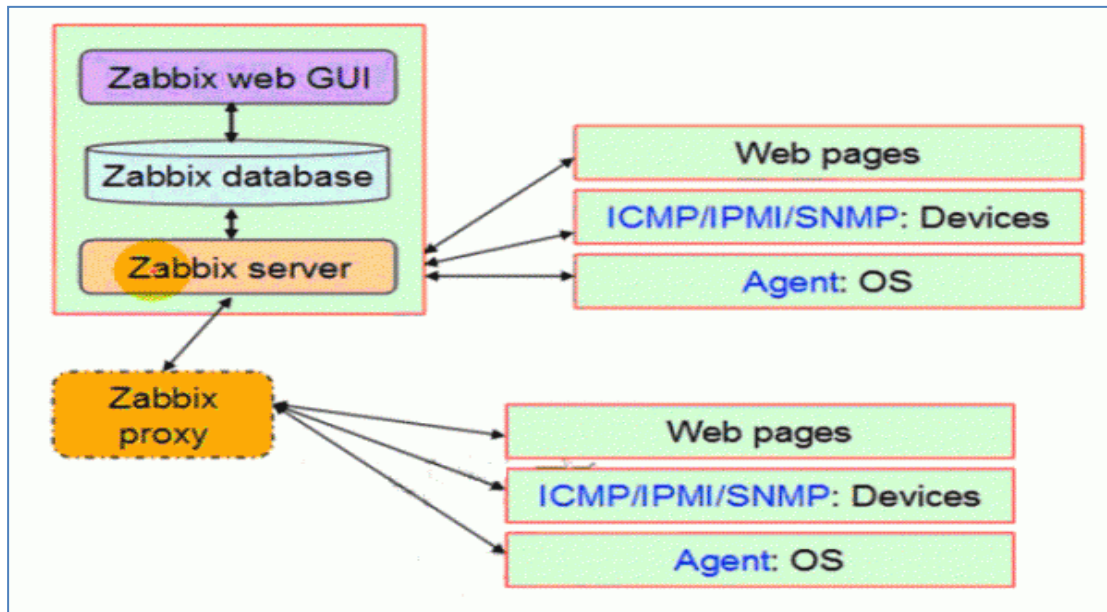 Zabbix web GUI
Zabbix database
Zabbix server
Web pages
ICMP/IPMI/SNMP: Devices
Agent: OS
Zabbix
proxy
Web pages
ICMP/IPMI/SNMP: Devices
Agent: OS